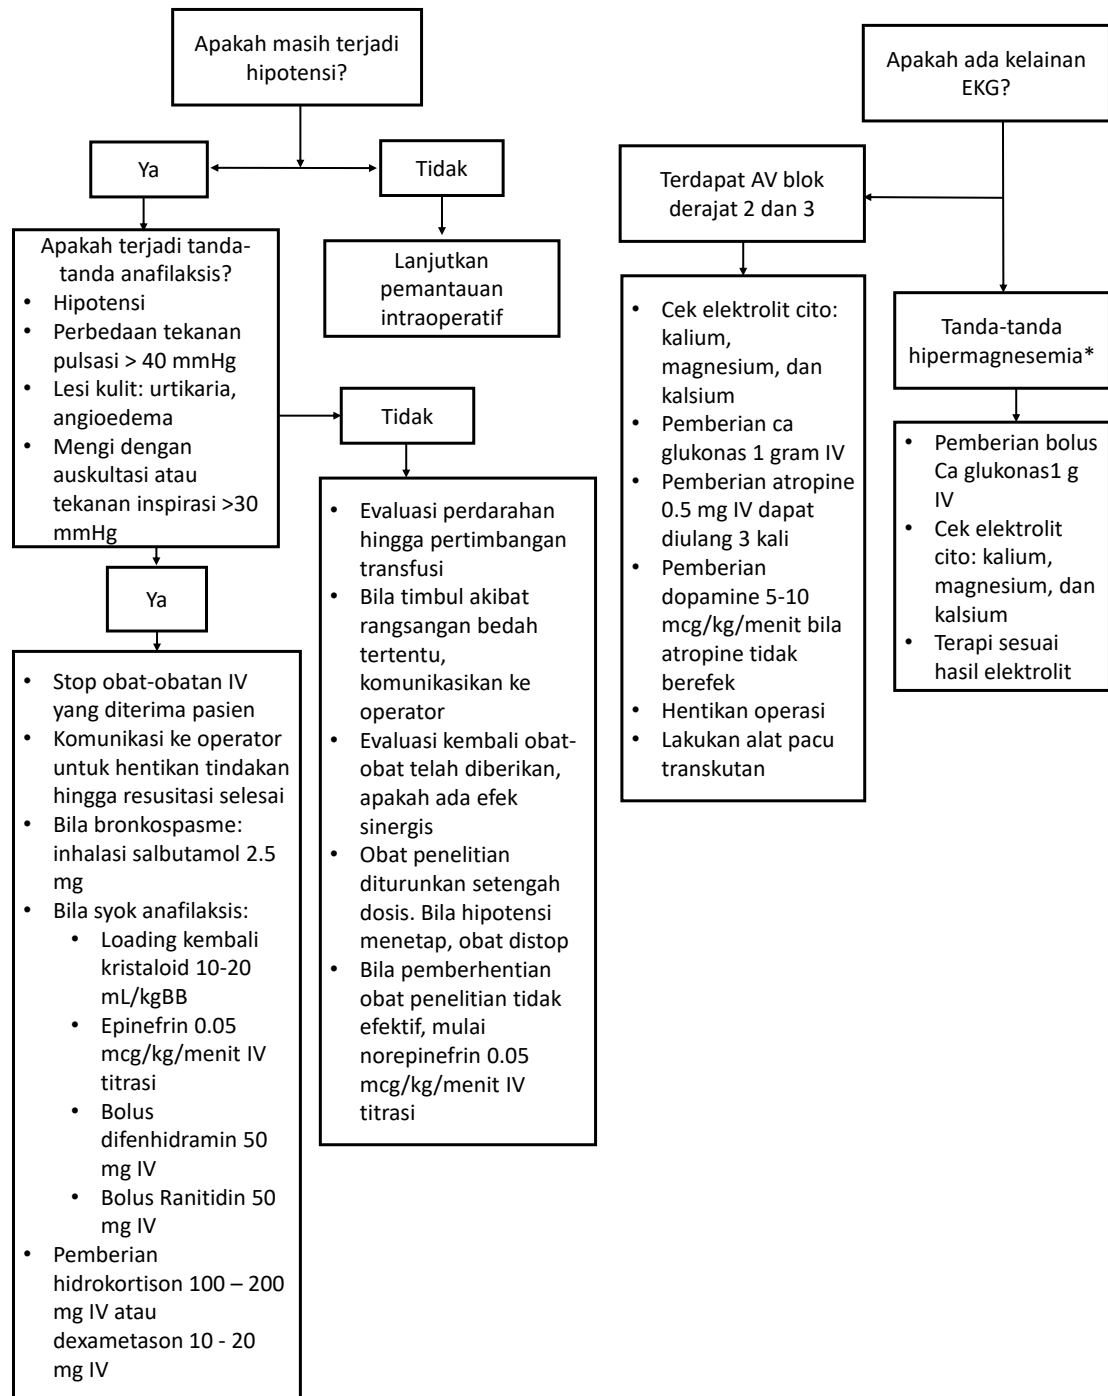 Apakah masih terjadi
hipotensi?
Ya
Tidak
Apakah terjadi tanda-
tanda anafilaksis?
• Hipotensi
• Perbedaan tekanan
pulsasi > 40 mmHg
• Lesi kulit: urtikaria,
angioedema
• Mengi dengan
auskultasi atau
tekanan inspirasi >30
mmHg
Lanjutkan
pemantauan
intraoperatif
Tidak
Ya
• Stop obat-obatan IV
yang diterima pasien
• Komunikasi ke operator
untuk hentikan tindakan
hingga resusitasi selesai
• Bila bronkospasme:
inhalasi salbutamol 2.5
mg
• Bila syok anafilaksis:
• Loading kembali
kristaloid 10-20
mL/kgBB
• Epinefrin 0.05
mcg/kg/menit IV
titrasi
• Bolus
difenhidramin 50
mg IV
• Bolus Ranitidin 50
mg IV
• Pemberian
hidrokortison 100 – 200
mg IV atau
dexametason 10 - 20
mg IV
• Evaluasi perdarahan
hingga pertimbangan
transfusi
• Bila timbul akibat
rangsangan bedah
tertentu,
komunikasikan ke
operator
• Evaluasi kembali obat-
obat telah diberikan,
apakah ada efek
sinergis
• Obat penelitian
diturunkan setengah
dosis. Bila hipotensi
menetap, obat distop
• Bila pemberhentian
obat penelitian tidak
efektif, mulai
norepinefrin 0.05
mcg/kg/menit IV
titrasi
Apakah ada kelainan
EKG?
Terdapat AV blok
derajat 2 dan 3
• Cek elektrolit cito:
kalium,
magnesium, dan
kalsium
• Pemberian ca
glukonas 1 gram IV
• Pemberian atropine
0.5 mg IV dapat
diulang 3 kali
• Pemberian
dopamine 5-10
mcg/kg/menit bila
atropine tidak
berefek
• Hentikan operasi
• Lakukan alat pacu
transkutan
Tanda-tanda
hipermagnesemia*
• Pemberian bolus
Ca glukonas1 g
IV
• Cek elektrolit
cito: kalium,
magnesium, dan
kalsium
• Terapi sesuai
hasil elektrolit